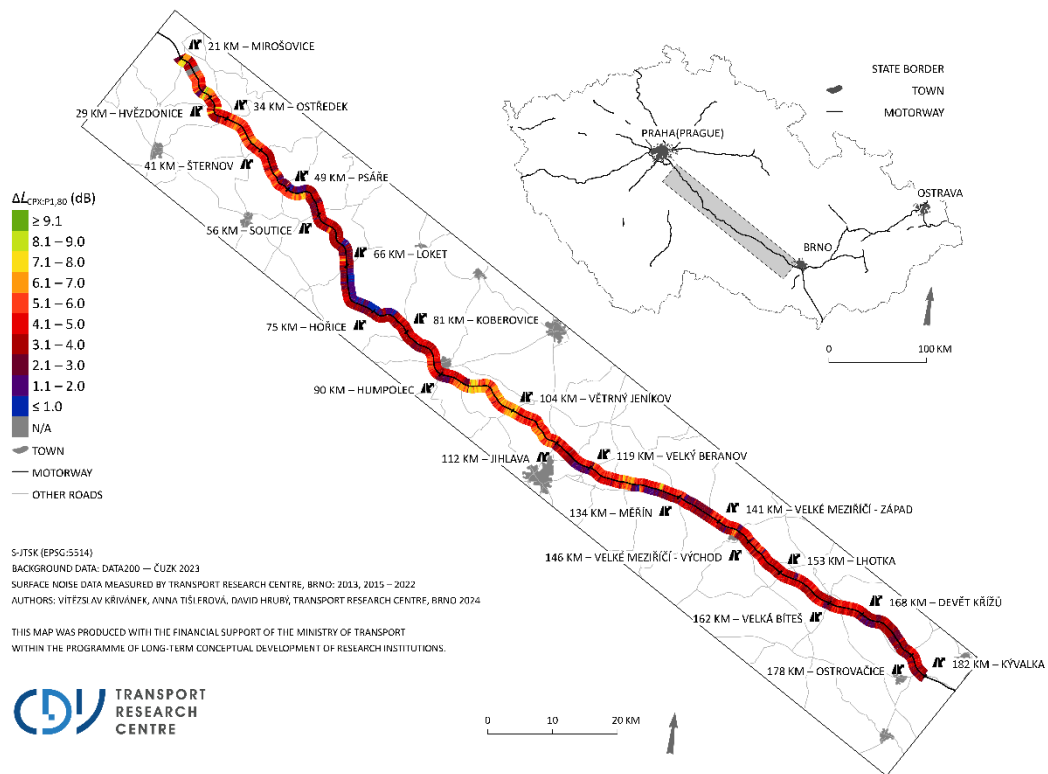 21 KM – MIROŠOVICE
29 KM – HVĚZDONICE
34 KM – OSTŘEDEK
41 KM – ŠTERNOV
49 KM – PSÁŘE
56 KM – SOUTICE
66 KM – LOKET
75 KM – HOŘICE
81 KM – KOBEROVICE
90 KM – HUMPOLEC
104 KM – VĚTRNÝ JENÍKOV
112 KM – JIHLAVA
119 KM – VELKÝ BERANOV
134 KM – MĚŘÍN
141 KM – VELKÉ MEZIŘÍČÍ - ZÁPAD
146 KM – VELKÉ MEZIŘÍČÍ - VÝCHOD
153 KM – LHOTKA
162 KM – VELKÁ BÍTEŠ
168 KM – DEVĚT KŘÍŽŮ
178 KM – OSTROVAČICE
182 KM – KÝVALKA
STATE BORDER
TOWN
MOTORWAY
PRAHA(PRAGUE)
OSTRAVA
BRNO
0 100 KM
ΔL̄CPX:P1,80 (dB)
≥ 9.1
8.1 – 9.0
7.1 – 8.0
6.1 – 7.0
5.1 – 6.0
4.1 – 5.0
3.1 – 4.0
2.1 – 3.0
1.1 – 2.0
≤ 1.0
N/A
TOWN
MOTORWAY
OTHER ROADS
S-JTSK (EPSG:5514)
BACKGROUND DATA: DATA200 — ČUZK 2023
SURFACE NOISE DATA MEASURED BY TRANSPORT RESEARCH CENTRE, BRNO: 2013, 2015 – 2022
AUTHORS: VÍTĚZSLAV KŘIVÁNEK, ANNA TIŠLEROVÁ, DAVID HRUBÝ, TRANSPORT RESEARCH CENTRE, BRNO 2024
THIS MAP WAS PRODUCED WITH THE FINANCIAL SUPPORT OF THE MINISTRY OF TRANSPORT
WITHIN THE PROGRAMME OF LONG-TERM CONCEPTUAL DEVELOPMENT OF RESEARCH INSTITUTIONS.
CDV
TRANSPORT
RESEARCH
CENTRE
0 10 20 KM